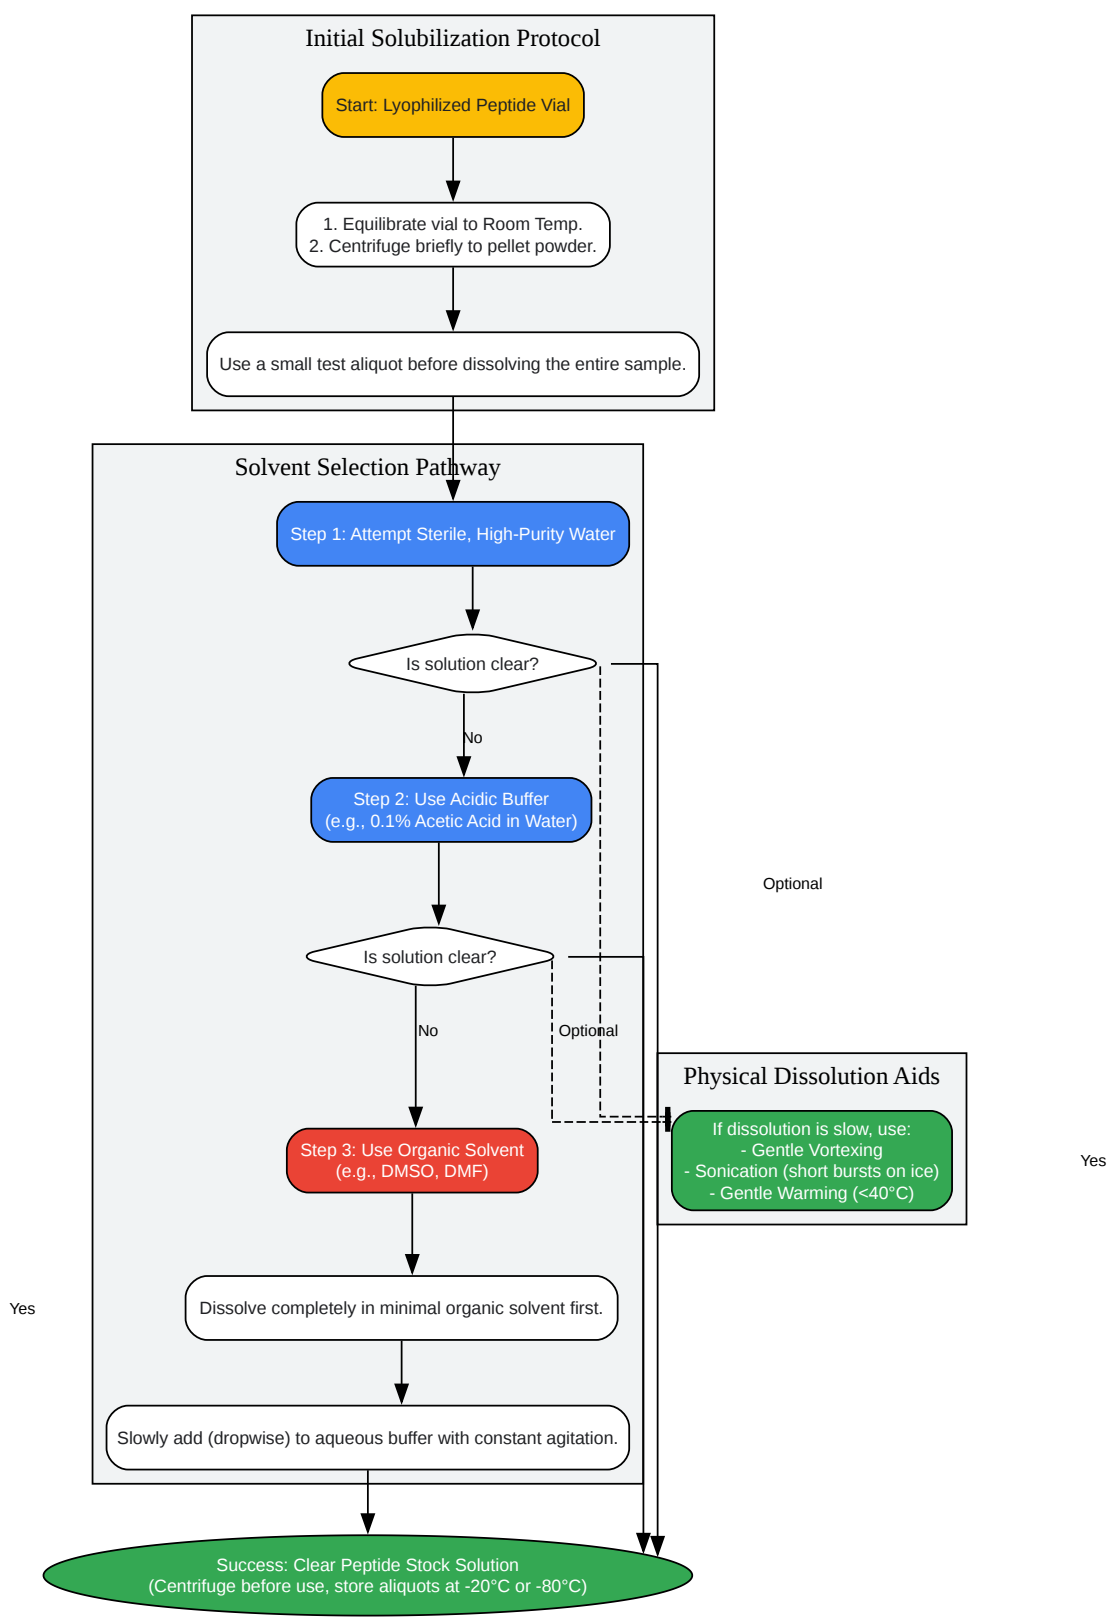 Initial Solubilization Protocol
Start: Lyophilized Peptide Vial
1. Equilibrate vial to Room Temp.
2. Centrifuge briefly to pellet powder.
Use a small test aliquot before dissolving the entire sample.
Solvent Selection Pathway
Step 1: Attempt Sterile, High-Purity Water
Is solution clear?
No
Step 2: Use Acidic Buffer
(e.g., 0.1% Acetic Acid in Water)
Optional
Is solution clear?
No
Optional
Physical Dissolution Aids
If dissolution is slow, use:
- Gentle Vortexing
- Sonication (short bursts on ice)
- Gentle Warming (<40°C)
Yes
Step 3: Use Organic Solvent
(e.g., DMSO, DMF)
Yes
Dissolve completely in minimal organic solvent first.
Slowly add (dropwise) to aqueous buffer with constant agitation.
Success: Clear Peptide Stock Solution
(Centrifuge before use, store aliquots at -20°C or -80°C)